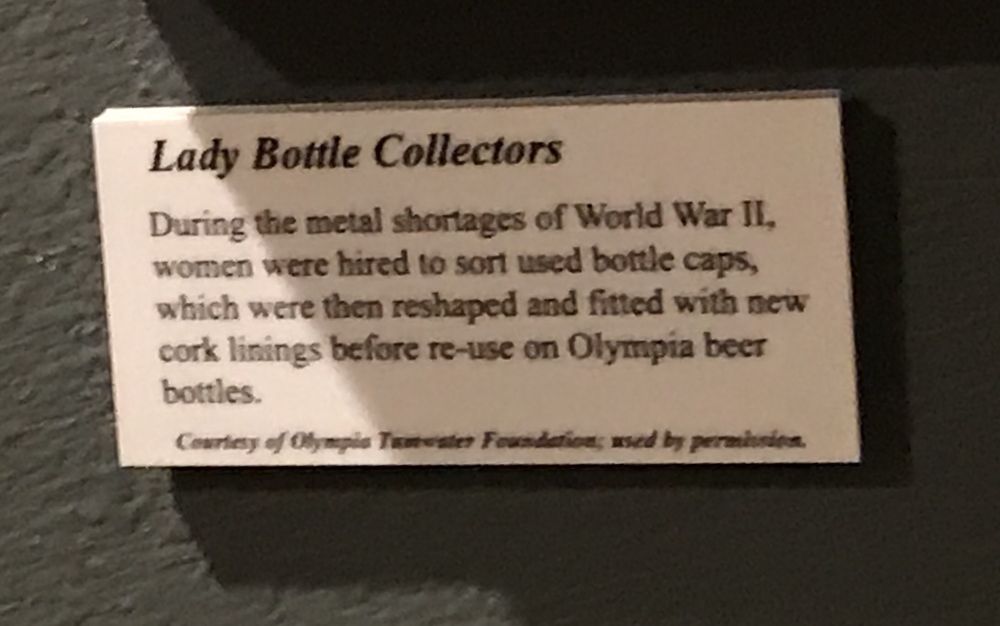 Lady Bottle Collectors
During the metal shortages of World War II,
women were hired to sort used bottle caps,
which were then reshaped and fitted with new
cork linings before re-use on Olympia beer
bottles.
Courtesy of Olympia Tumwater Foundation; used by permission.